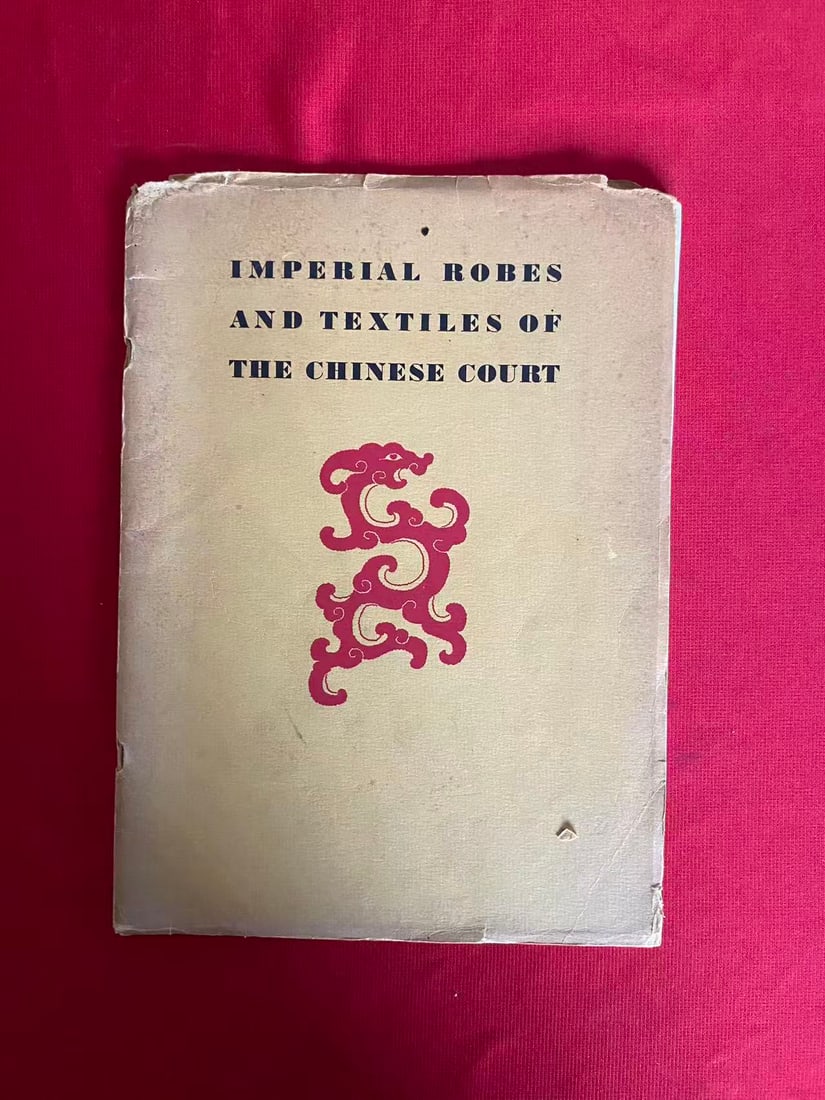 IMPERIAL ROBES
AND TEXTILES OF
THE CHINESE COURT